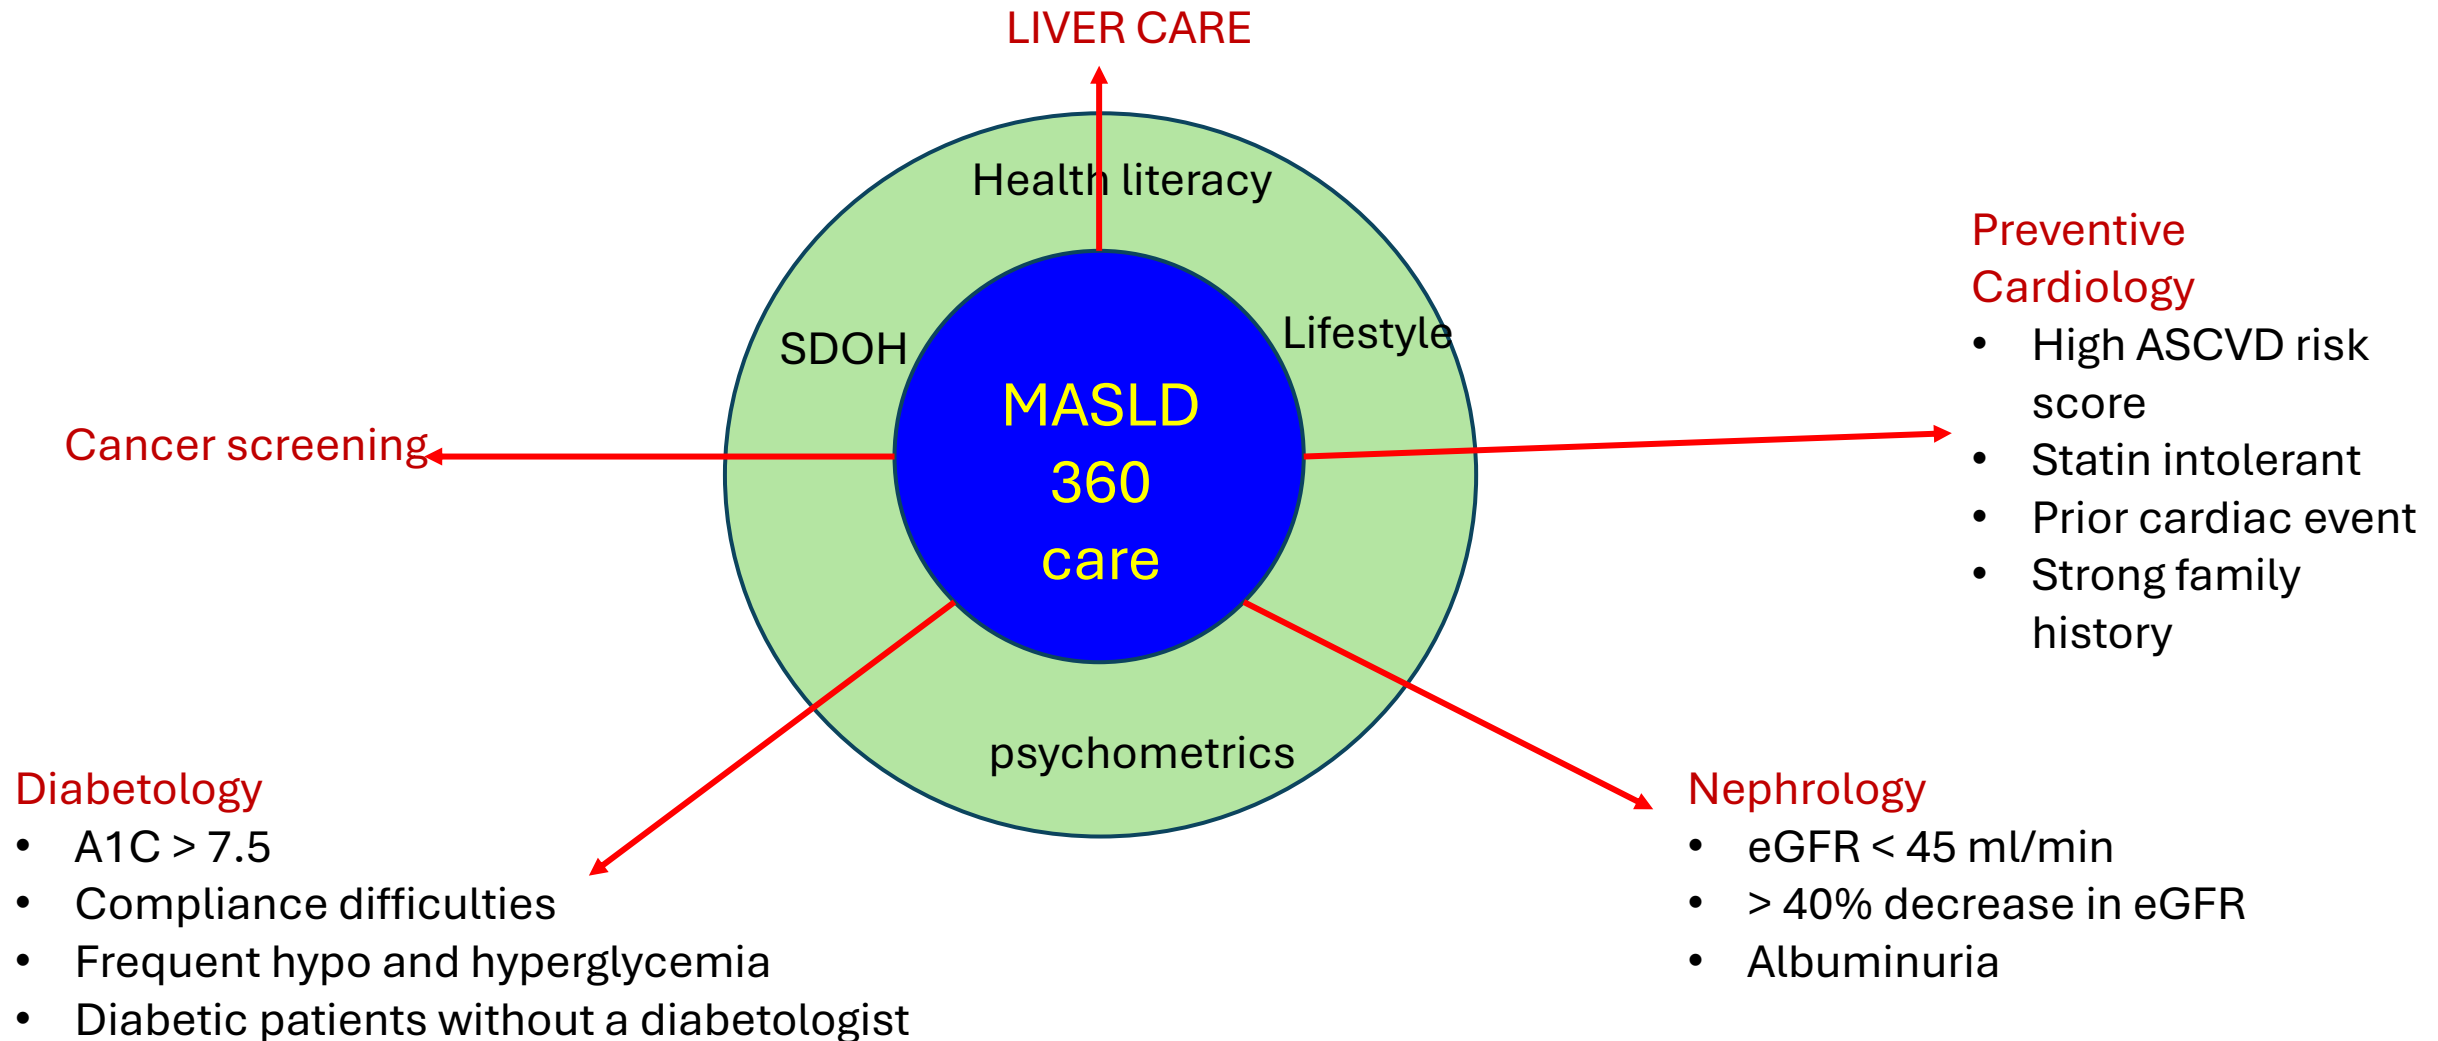 LIVER CARE
Health literacy
SDOH
Lifestyle
MASLD
360
care
psychometrics
Cancer screening
Preventive
Cardiology
• High ASCVD risk
score
• Statin intolerant
• Prior cardiac event
• Strong family
history
Diabetology
• A1C > 7.5
• Compliance difficulties
• Frequent hypo and hyperglycemia
• Diabetic patients without a diabetologist
Nephrology
• eGFR < 45 ml/min
• > 40% decrease in eGFR
• Albuminuria